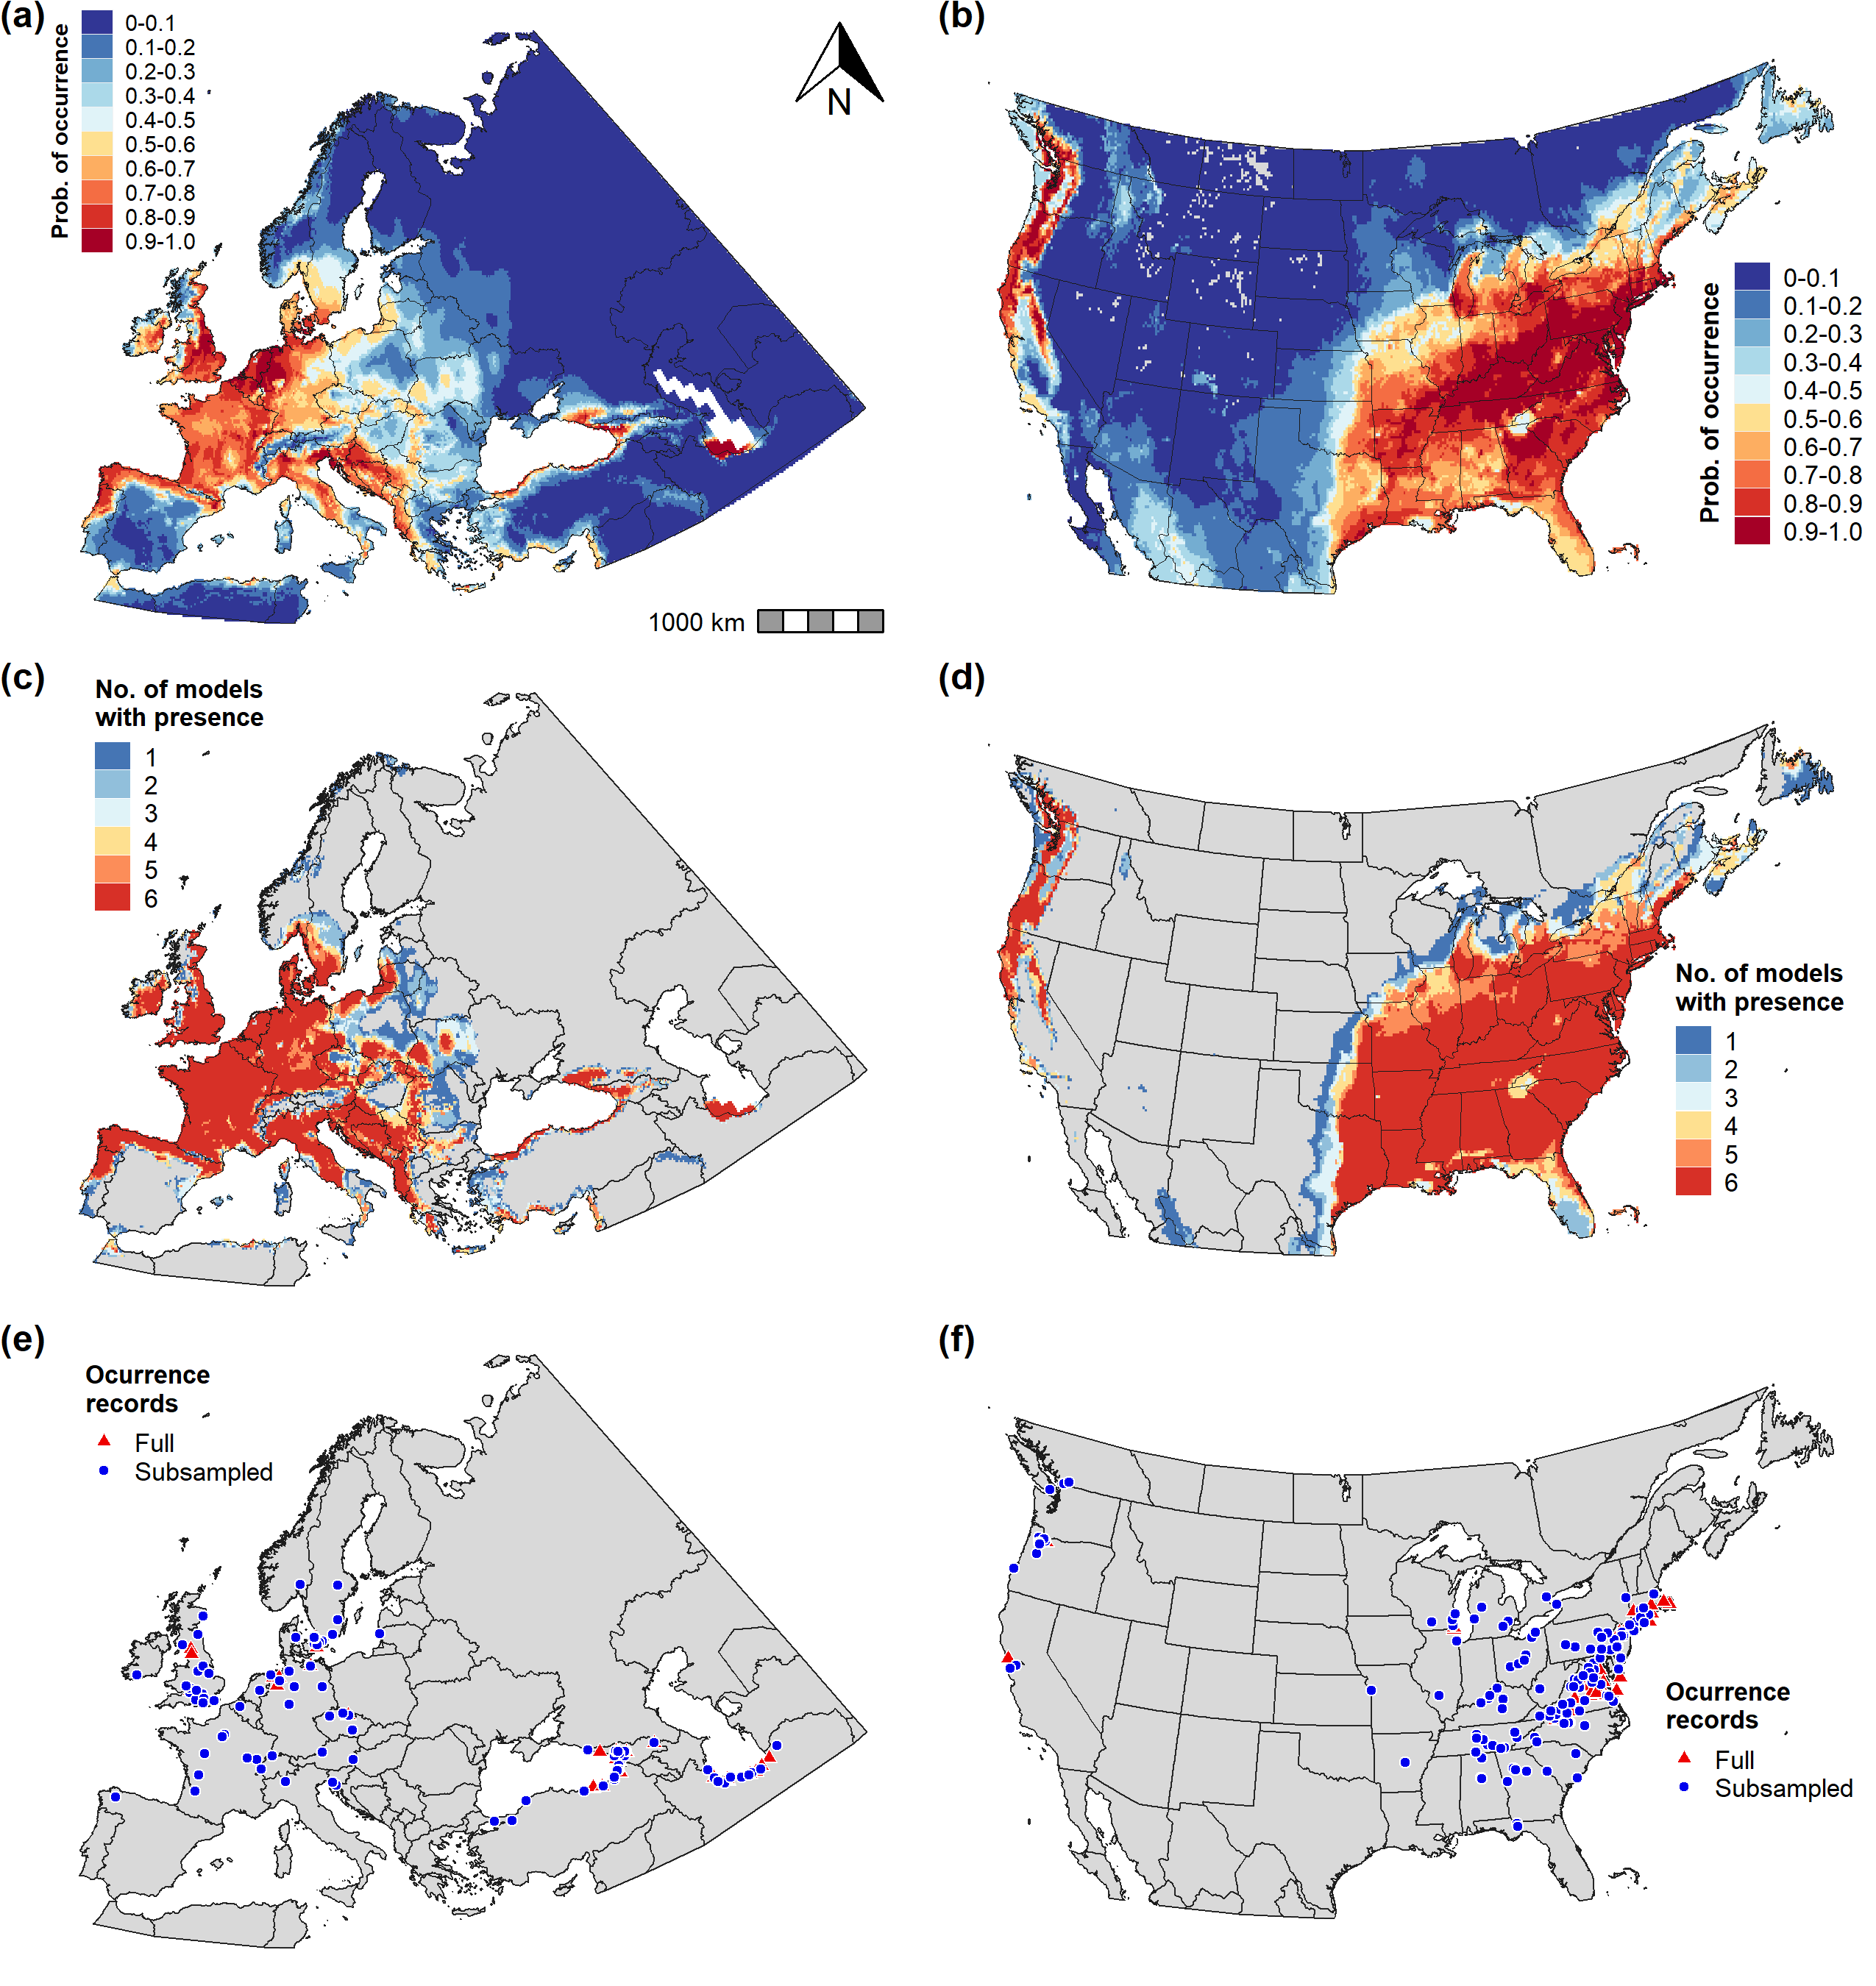 (a)
Prob. of occurrence
0-0.1
0.1-0.2
0.2-0.3
0.3-0.4
0.4-0.5
0.5-0.6
0.6-0.7
0.7-0.8
0.8-0.9
0.9-1.0
N
1000 km
(b)
Prob. of occurrence
0-0.1
0.1-0.2
0.2-0.3
0.3-0.4
0.4-0.5
0.5-0.6
0.6-0.7
0.7-0.8
0.8-0.9
0.9-1.0
(c)
No. of models
with presence
1
2
3
4
5
6
(d)
No. of models
with presence
1
2
3
4
5
6
(e)
Ocurrence
records
Full
Subsampled
(f)
Ocurrence
records
Full
Subsampled